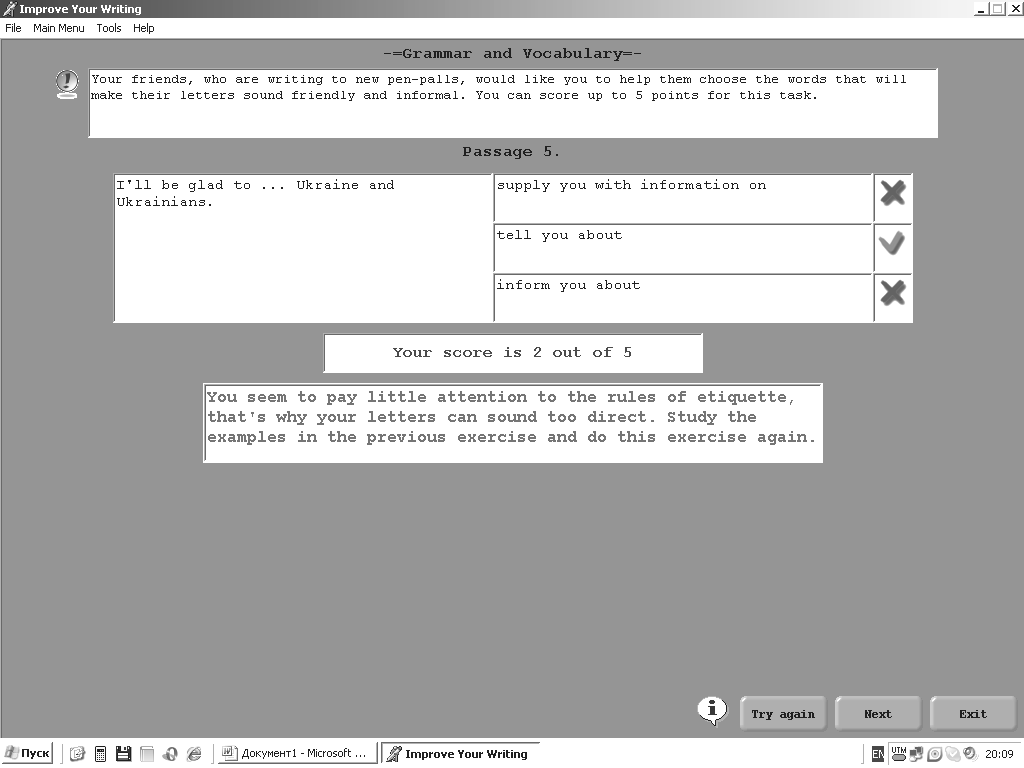 Improve Your Writing
File Main Menu Tools Help
-=Grammar and Vocabulary=-
Your friends, who are writing to new pen-palls, would like you to help them choose the words that will
make their letters sound friendly and informal. You can score up to 5 points for this task.
Passage 5.
I'll be glad to ... Ukraine and
Ukrainians.
supply you with information on
tell you about
inform you about
Your score is 2 out of 5
You seem to pay little attention to the rules of etiquette,
that's why your letters can sound too direct. Study the
examples in the previous exercise and do this exercise again.
Try again Next Exit
Пуск Документ1 - Microsoft ... Improve Your Writing EN UTM 20:09